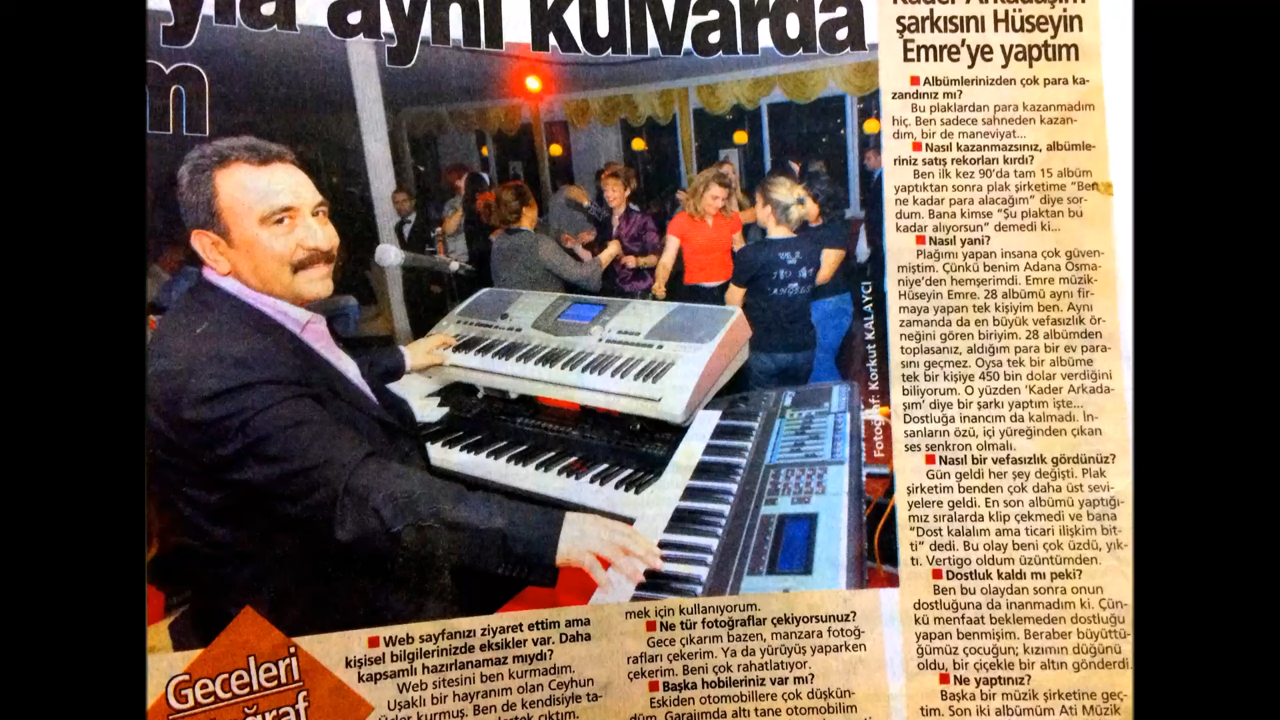 yla aynı kulvarda
m
Kader Arkadaşım
şarkısını Hüseyin
Emre'ye yaptım
Albümlerinizden çok para ka-
zandınız mı?
Bu plaklardan para kazanmadım
hiç. Ben sadece sahneden kazan-
dım, bir de maneviyat...
Nasıl kazanmazsınız, albümle-
riniz satış rekorları kırdı?
Ben ilk kez 90'da tam 15 albüm
yaptıktan sonra plak şirketime "Ben
ne kadar para alacağım" diye sor-
dum. Bana kimse "Şu plaktan bu
kadar alıyorsun" demedi ki...
Nasıl yani?
Plağımı yapan insana çok güven-
miştim. Çünkü benim Adana Osma-
niye'den hemşerimdi. Emre müzik-
Hüseyin Emre. 28 albümü aynı fir-
maya yapan tek kişiyim ben. Aynı
zamanda da en büyük vefasızlık ör-
neğini gören biriyim. 28 albümden
toplasanız, aldığım para bir ev para-
sını geçmez. Oysa tek bir albüme
tek bir kişiye 450 bin dolar verdiğini
biliyorum. O yüzden 'Kader Arkada-
şım' diye bir şarkı yaptım işte...
Dostluğa inancım da kalmadı. İn-
sanların özü, içi yüreğinden çıkan
ses senkron olmalı.
Nasıl bir vefasızlık gördünüz?
Gün geldi her şey değişti. Plak
şirketim benden çok daha üst sevi-
yelere geldi. En son albümü yaptığı-
mız sıralarda klip çekmedi ve bana
"Dost kalalım ama ticari ilişkim bit-
ti" dedi. Bu olay beni çok üzdü, yık-
tı. Vertigo oldum üzüntümden.
Dostluk kaldı mı peki?
Ben bu olaydan sonra onun
dostluğuna da inanmadım ki. Çün-
kü menfaat beklemeden dostluğu
yapan benmişim. Beraber büyüttü-
ğümüz çocuğun; kızımın düğünü
oldu, bir çiçekle bir altın gönderdi.
Ne yaptınız?
Başka bir müzik şirketine geç-
tim. Son iki albümüm Ati Müzik
Fotoğraf: Korkut KALAYCI
Geceleri
ğraf
Web sayfanızı ziyaret ettim ama
kişisel bilgilerinizde eksikler var. Daha
kapsamlı hazırlanamaz mıydı?
Web sitesini ben kurmadım.
Uşaklı bir hayranım olan Ceyhun
kurmuş. Ben de kendisiyle ta-
çıktım.
mek için kullanıyorum.
Ne tür fotoğraflar çekiyorsunuz?
Gece çıkarım bazen, manzara fotoğ-
rafları çekerim. Ya da yürüyüş yaparken
çekerim. Beni çok rahatlatıyor.
Başka hobileriniz var mı?
Eskiden otomobillere çok düşkün-
düm. Garajımda altı tane otomobilim